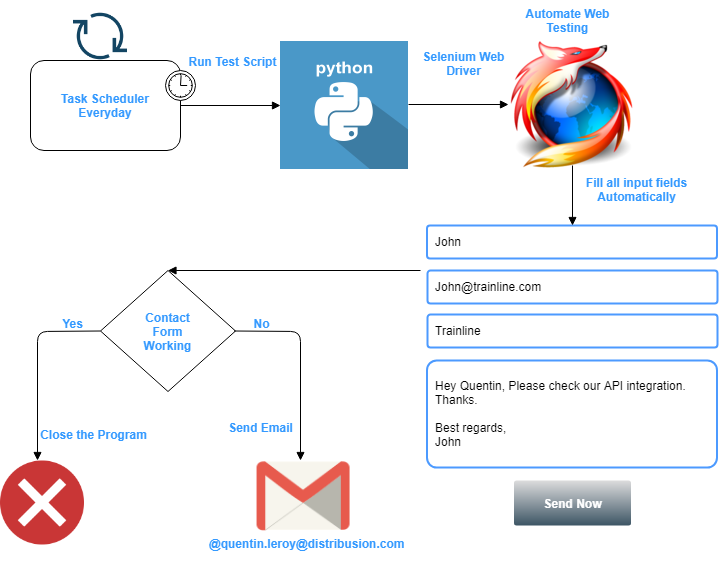 Automate Web
Testing
Task Scheduler
Everyday
Run Test Script
python
Selenium Web
Driver
Fill all input fields
Automatically
John
John@trainline.com
Trainline
Hey Quentin, Please check our API integration.
Thanks.
Best regards,
John
Send Now
Contact
Form
Working
Yes
No
Close the Program
Send Email
@quentin.leroy@distribusion.com